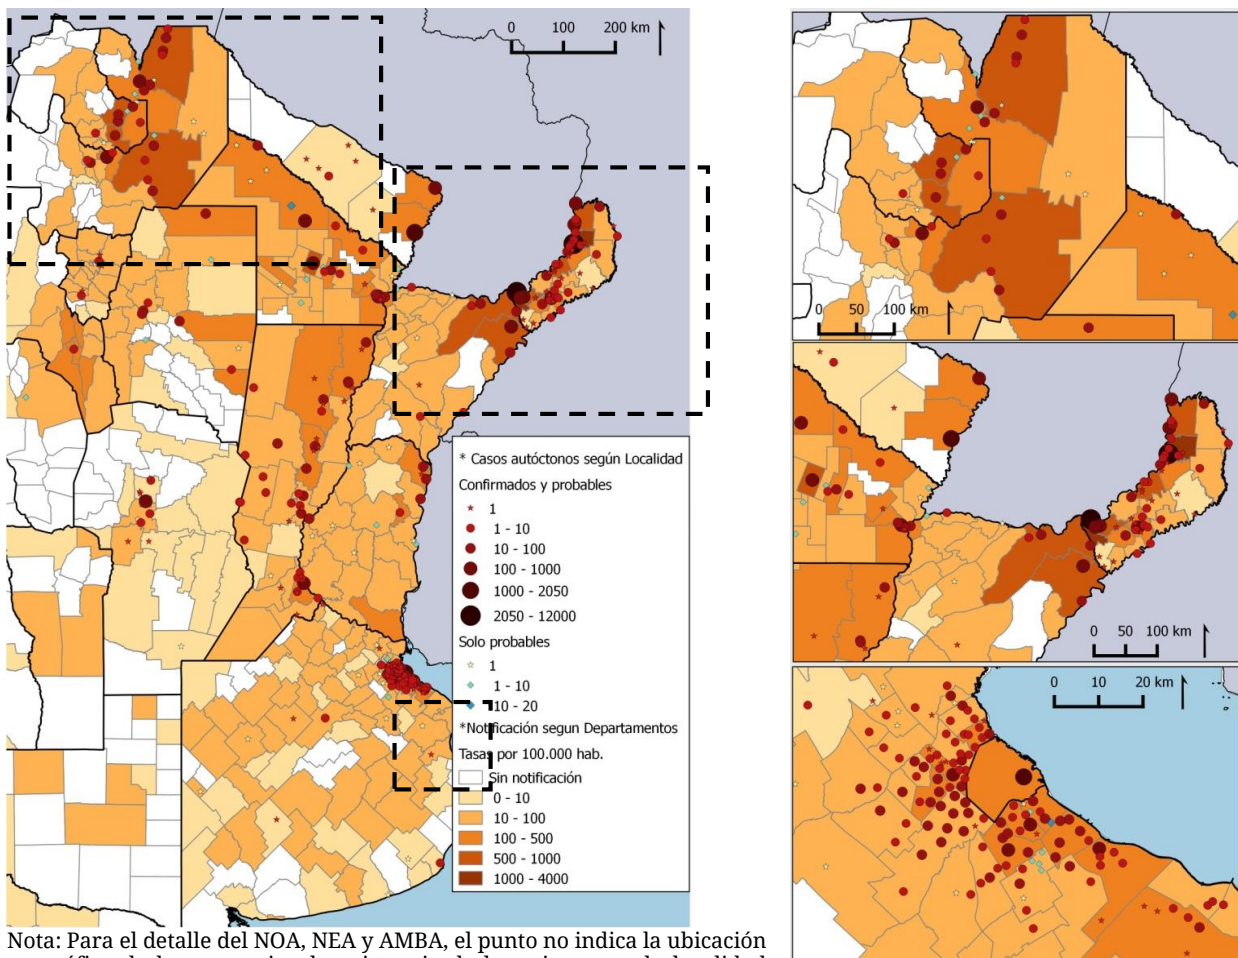 0 100 200 km
* Casos autóctonos según Localidad
Confirmados y probables
1
1 - 10
10 - 100
100 - 1000
1000 - 2050
2050 - 12000
Solo probables
1
1 - 10
10 - 20
*Notificación segun Departamentos
Tasas por 100.000 hab.
Sin notificación
0 - 10
10 - 100
100 - 500
500 - 1000
1000 - 4000
0 50 100 km
0 50 100 km
0 10 20 km
Nota: Para el detalle del NOA, NEA y AMBA, el punto no indica la ubicación